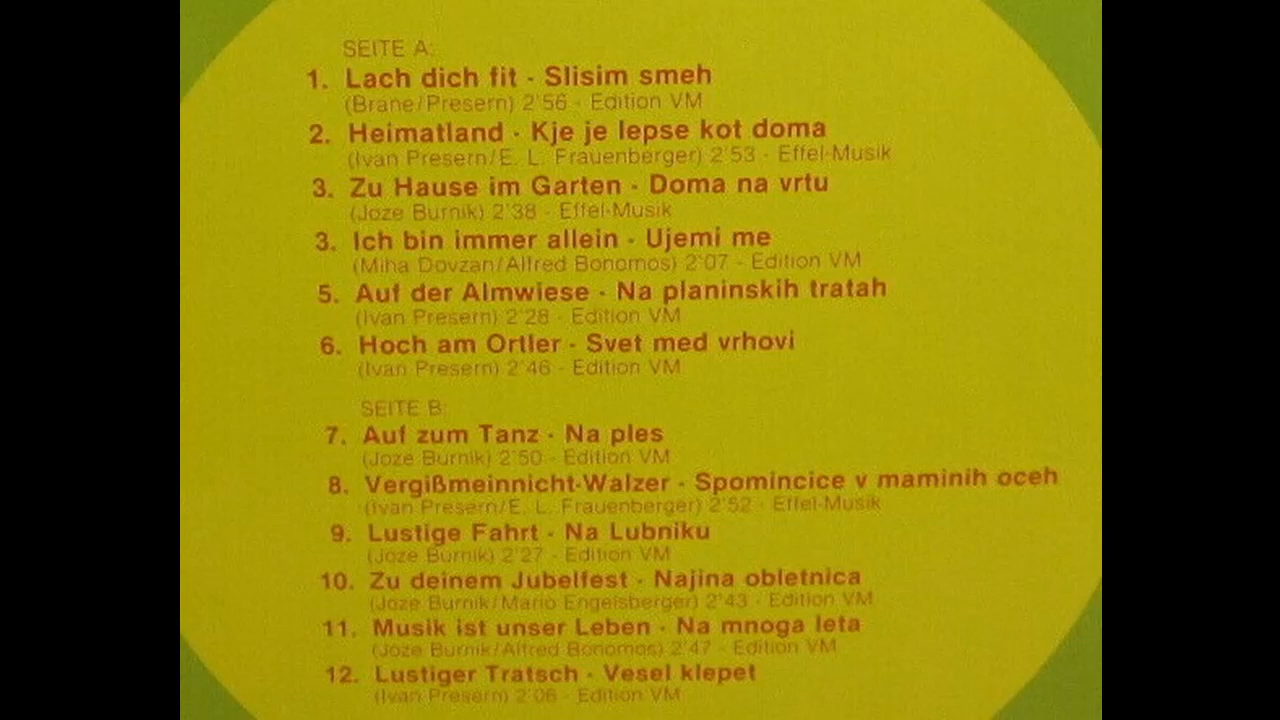 SEITE A:
1. Lach dich fit - Slisim smeh
(Brane/Presern) 2'56 - Edition VM
2. Heimatland - Kje je lepse kot doma
(Ivan Presern/E. L. Frauenberger) 2'53 - Effel-Musik
3. Zu Hause im Garten - Doma na vrtu
(Joze Burnik) 2'38 - Effel-Musik
3. Ich bin immer allein - Ujemi me
(Miha Dovzan/Alfred Bonomos) 2'07 - Edition VM
5. Auf der Almwiese - Na planinskih tratah
(Ivan Presern) 2'28 - Edition VM
6. Hoch am Ortler - Svet med vrhovi
(Ivan Presern) 2'46 - Edition VM
SEITE B:
7. Auf zum Tanz - Na ples
(Joze Burnik) 2'50 - Edition VM
8. Vergißmeinnicht-Walzer - Spomincice v maminih oceh
(Ivan Presern/E. L. Frauenberger) 2'52 - Effel-Musik
9. Lustige Fahrt - Na Lubniku
(Joze Burnik) 2'27 - Edition VM
10. Zu deinem Jubelfest - Najina obletnica
(Joze Burnik/Mario Engelsberger) 2'43 - Edition VM
11. Musik ist unser Leben - Na mnoga leta
(Joze Burnik/Alfred Bonomos) 2'47 - Edition VM
12. Lustiger Tratsch - Vesel klepet
(Ivan Presern) 2'06 - Edition VM